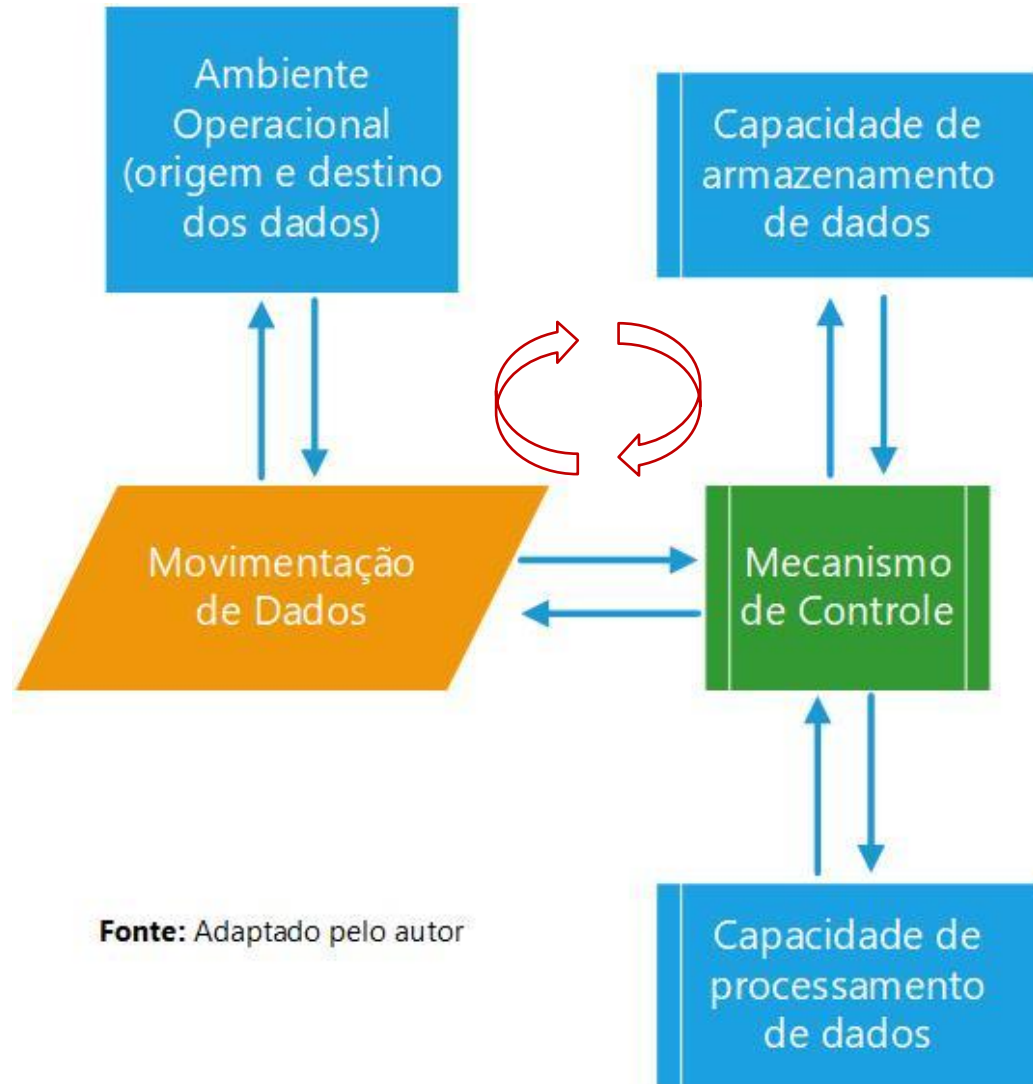 Ambiente
Operacional
(origem e destino
dos dados)
Capacidade de
armazenamento
de dados
Movimentação
de Dados
Mecanismo
de Controle
Fonte: Adaptado pelo autor
Capacidade de
processamento
de dados